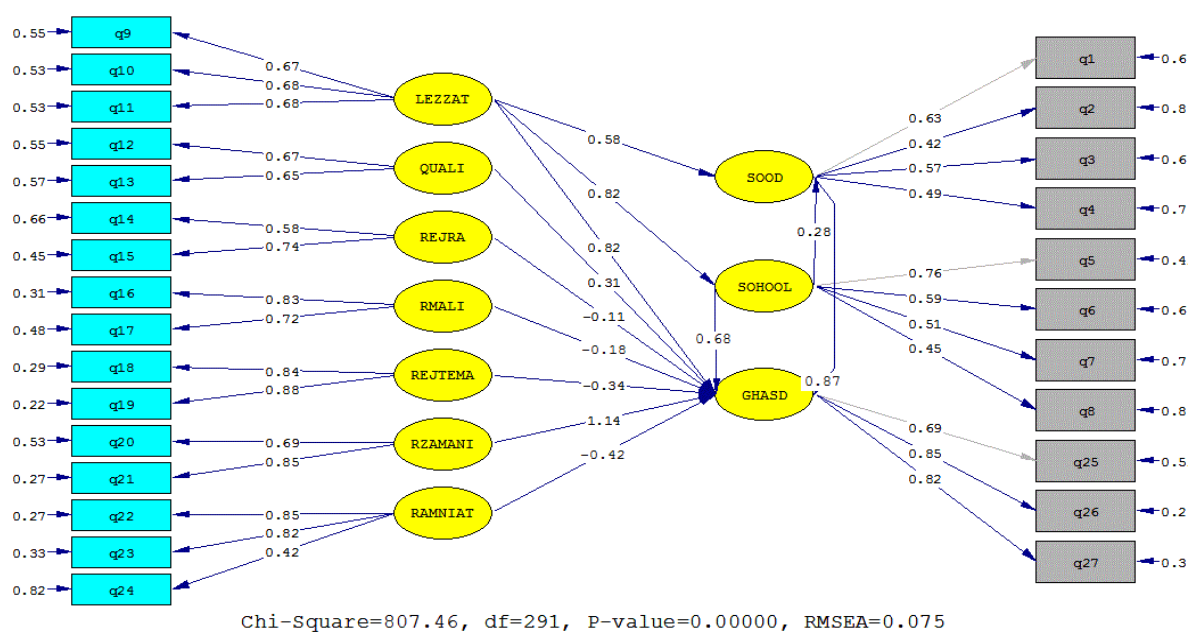 0.55 q9
0.53 q10
0.53 q11
0.55 q12
0.57 q13
0.66 q14
0.45 q15
0.31 q16
0.48 q17
0.29 q18
0.22 q19
0.53 q20
0.27 q21
0.27 q22
0.33 q23
0.82 q24
0.67
0.68
0.68
0.67
0.65
0.58
0.74
0.83
0.72
0.84
0.88
0.69
0.85
0.85
0.82
0.42
LEZZAT
QUALI
REJRA
RMALI
REJTEMA
RZAMANI
RAMNIAT
0.58
0.82
0.82
0.31
-0.11
-0.18
-0.34
1.14
-0.42
SOOD
0.28
SOHOOL
0.68
GHASD
0.87
0.63
0.42
0.57
0.49
0.76
0.59
0.51
0.45
0.69
0.85
0.82
q1 0.6
q2 0.8
q3 0.6
q4 0.7
q5 0.4
q6 0.6
q7 0.7
q8 0.8
q25 0.5
q26 0.2
q27 0.3
Chi-Square=807.46, df=291, P-value=0.00000, RMSEA=0.075